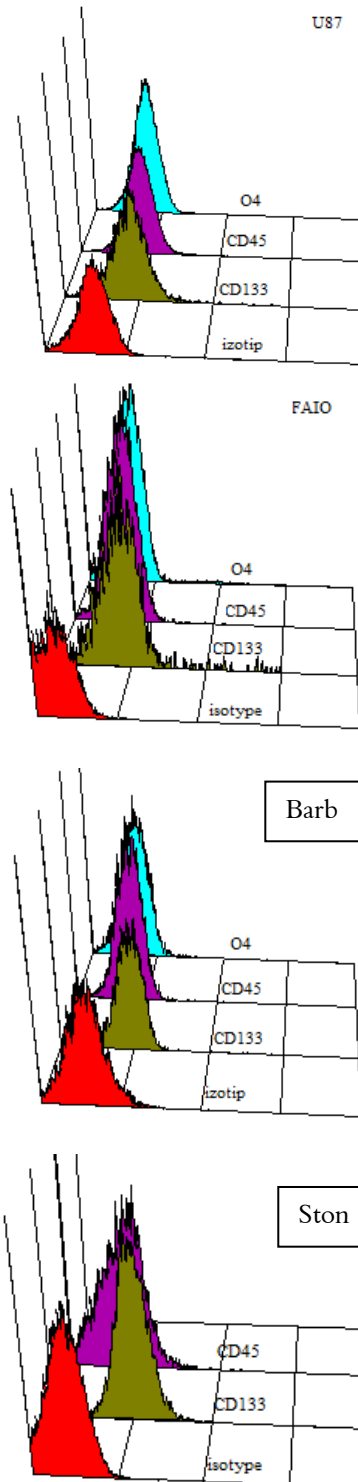 U87
O4
CD45
CD133
izotip
FAIO
O4
CD45
CD133
isotype
Barb
O4
CD45
CD133
izotip
Ston
CD45
CD133
isotype